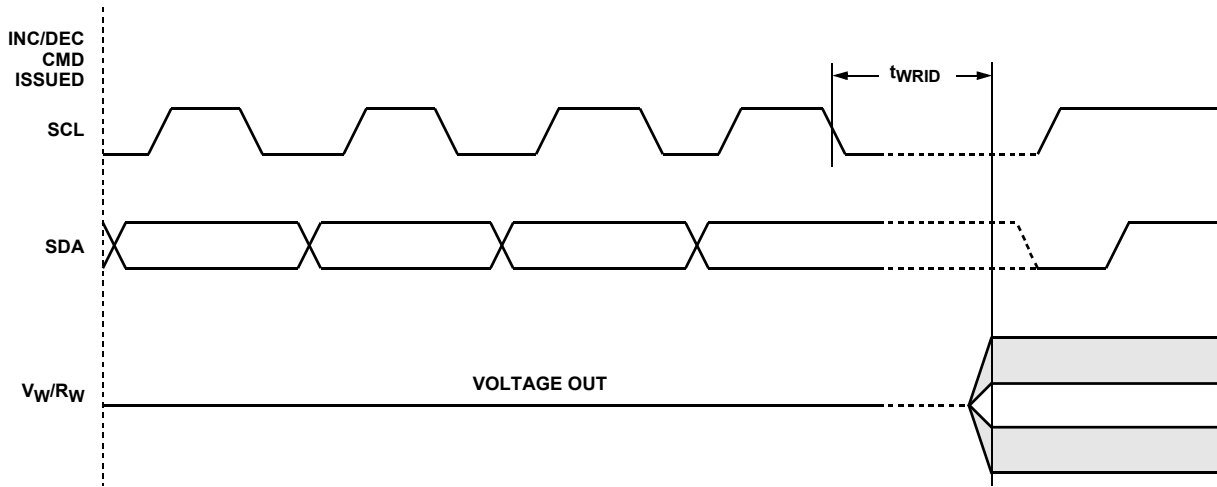 INC/DEC
CMD
ISSUED
tWRID
SCL
SDA
VW/RW
VOLTAGE OUT